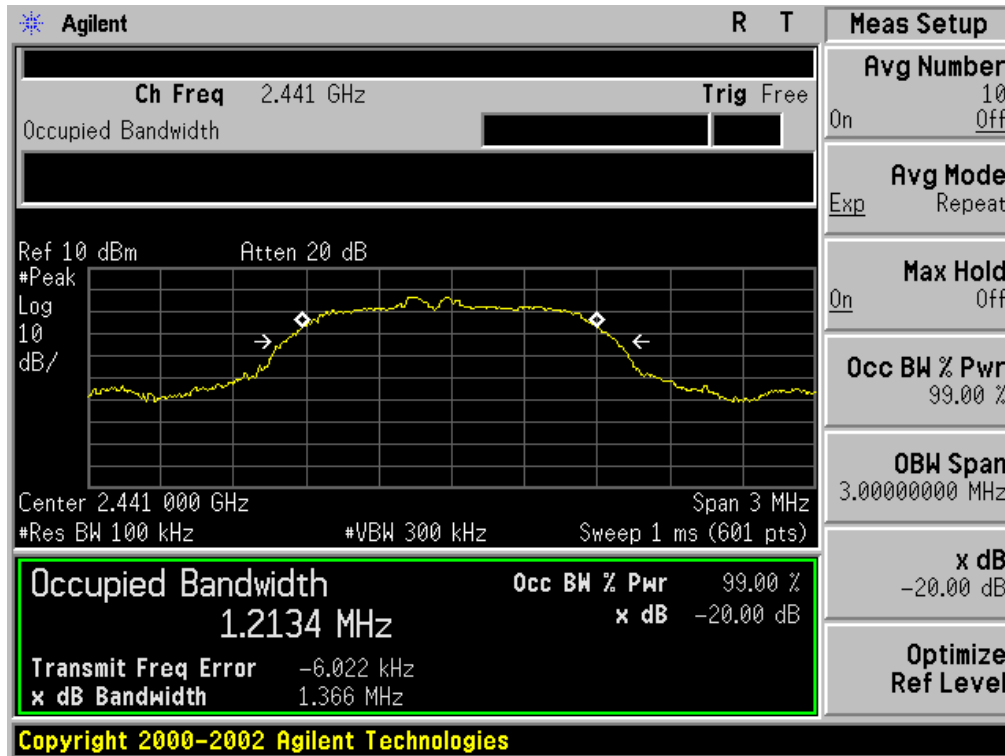 Agilent R T
Ch Freq 2.441 GHz Trig Free
Occupied Bandwidth
Ref 10 dBm Atten 20 dB
#Peak
Log
10
dB/
Center 2.441 000 GHz Span 3 MHz
#Res BW 100 kHz #VBW 300 kHz Sweep 1 ms (601 pts)
Occupied Bandwidth
1.2134 MHz
Occ BW % Pwr 99.00 %
x dB -20.00 dB
Transmit Freq Error -6.022 kHz
x dB Bandwidth 1.366 MHz
Meas Setup
Avg Number
10
On Off
Avg Mode
Exp Repeat
Max Hold
On Off
Occ BW % Pwr
99.00 %
OBW Span
3.00000000 MHz
x dB
-20.00 dB
Optimize
Ref Level
Copyright 2000-2002 Agilent Technologies